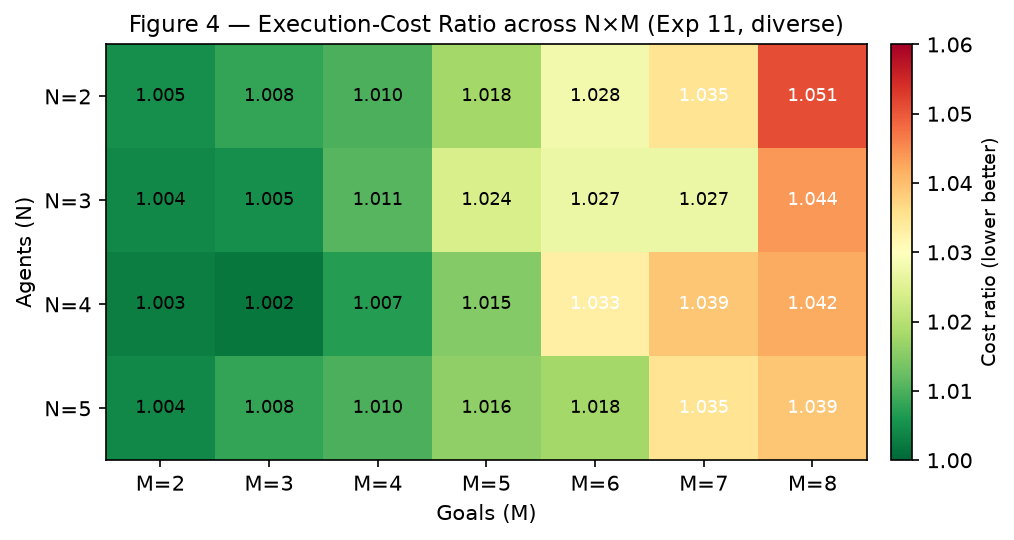 Figure 4 — Execution-Cost Ratio across N×M (Exp 11, diverse)
Agents (N)
N=2 1.005 1.008 1.010 1.018 1.028 1.035 1.051
N=3 1.004 1.005 1.011 1.024 1.027 1.027 1.044
N=4 1.003 1.002 1.007 1.015 1.033 1.039 1.042
N=5 1.004 1.008 1.010 1.016 1.018 1.035 1.039
M=2 M=3 M=4 M=5 M=6 M=7 M=8
Goals (M)
1.06
1.05
1.04
1.03
1.02
1.01
1.00
Cost ratio (lower better)